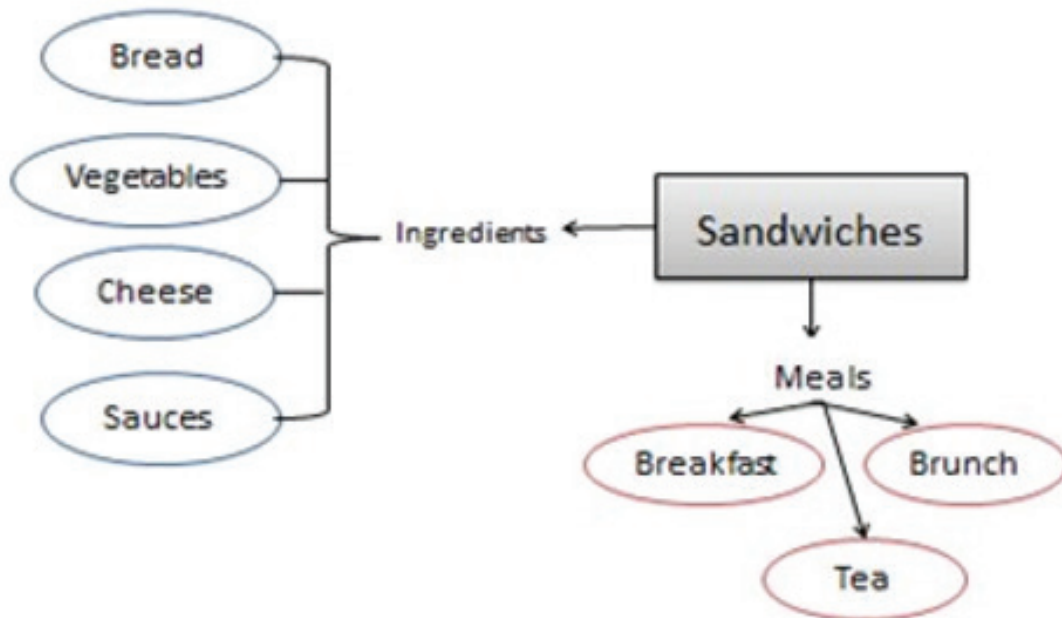 Bread
Vegetables
Cheese
Sauces
Ingredients
Sandwiches
Meals
Breakfast
Brunch
Tea